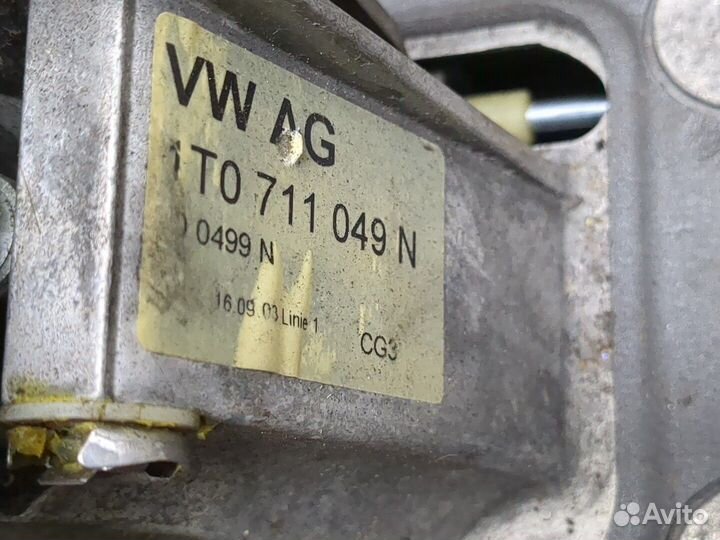 VW AG
1T0 711 049 N
0499 N
16.09.03 Linie 1
CG3
Avito